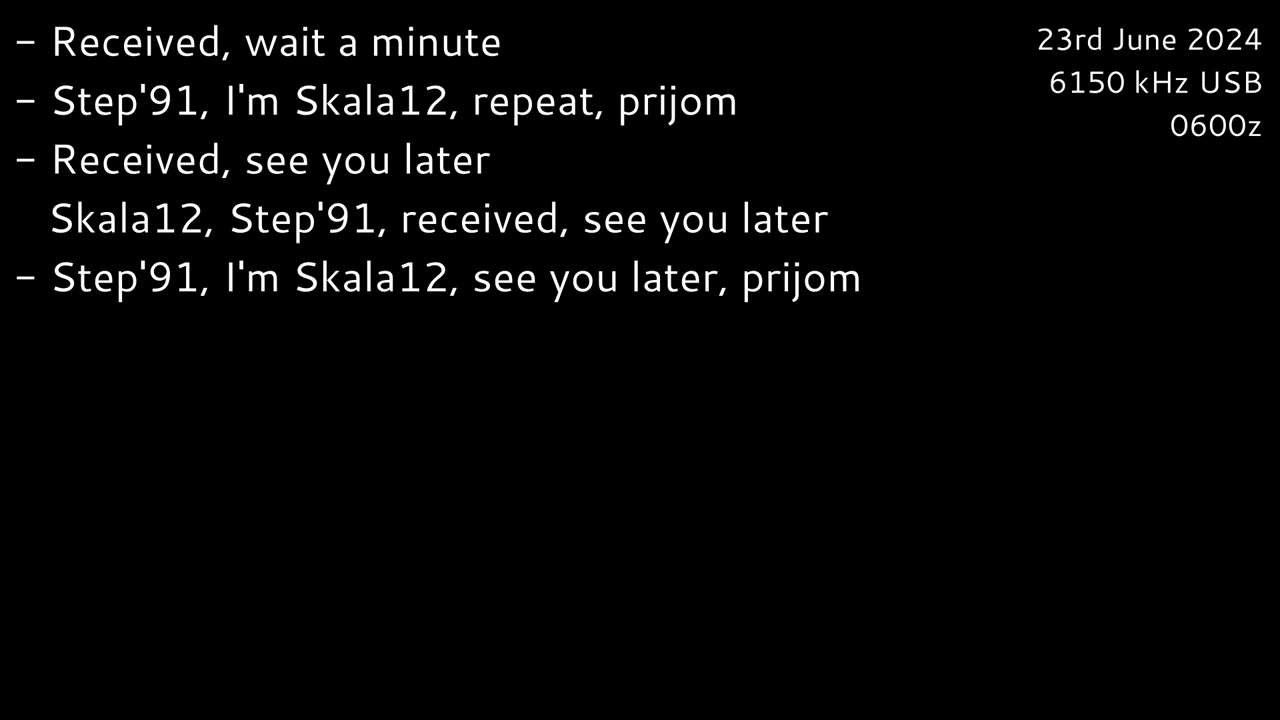 – Received, wait a minute
– Step'91, I'm Skala12, repeat, prijom
– Received, see you later
Skala12, Step'91, received, see you later
– Step'91, I'm Skala12, see you later, prijom
23rd June 2024
6150 kHz USB
0600z